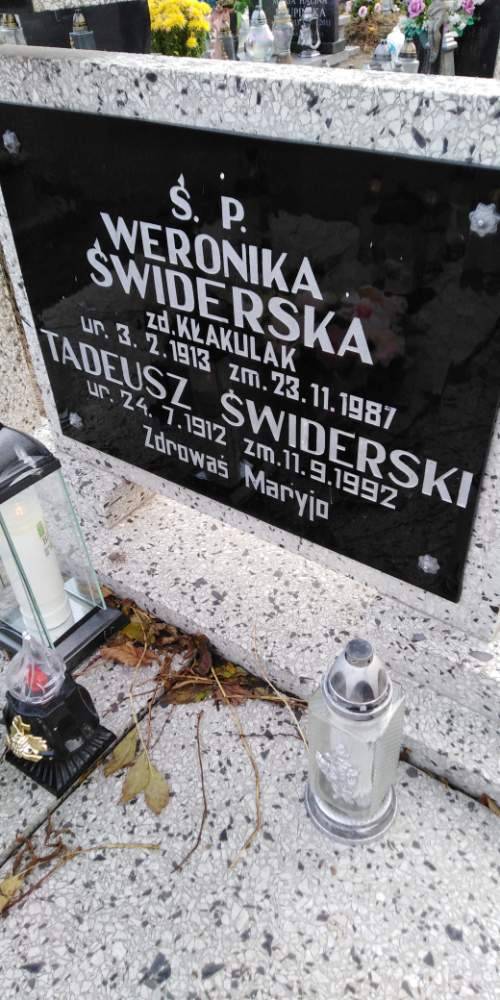 Ś. P.
WERONIKA
ŚWIDERSKA
zd. KŁAKULAK
ur. 3. 2. 1913 zm. 23. 11. 1987
TADEUSZ ŚWIDERSKI
ur. 24. 7. 1912 zm. 11. 9. 1992
Zdrowaś Maryjo